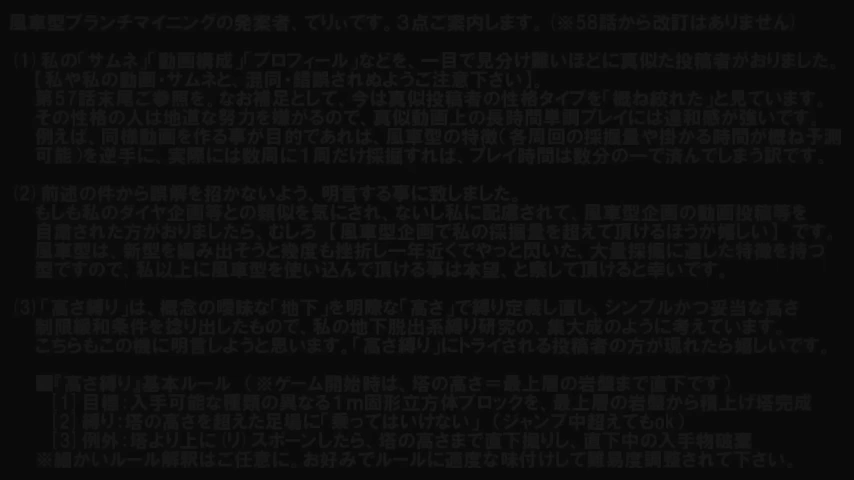 風車型ブランチマイニングの発案者、てりぃです。３点ご案内します。(※58話から改訂はありません)
(1) 私の「サムネ」「動画構成」「プロフィール」などを、一目で見分け難いほどに真似た投稿者がおりました。
【私や私の動画・サムネと、混同・錯誤されぬようご注意下さい】。
第57話末尾ご参照を。なお補足として、今は真似投稿者の性格タイプを「概ね絞れた」と見ています。
その性格の人は地道な努力を嫌がるので、真似動画上の長時間単調プレイには違和感が強いです。
例えば、同様動画を作る事が目的であれば、風車型の特徴(各周回の採掘量や掛かる時間が概ね予測
可能)を逆手に、実際には数周に１周だけ採掘すれば、プレイ時間は数分の一で済んでしまう訳です。
(2) 前述の件から誤解を招かないよう、明言する事に致しました。
もしも私のダイヤ企画等との類似を気にされ、ないし私に配慮されて、風車型企画の動画投稿等を
自粛された方がおりましたら、むしろ【風車型企画で私の採掘量を超えて頂けるほうが嬉しい】です。
風車型は、新型を編み出そうと幾度も挫折し一年近くでやっと閃いた、大量採掘に適した特徴を持つ
型ですので、私以上に風車型を使い込んで頂ける事は本望、と際して頂けると幸いです。
(3)「高さ縛り」は、概念の曖昧な「地下」を明瞭な「高さ」で縛り定義し直し、シンプルかつ妥当な高さ
制限緩和条件を捻り出したもので、私の地下脱出系縛り研究の、集大成のように考えています。
こちらもこの機に明言しようと思います。「高さ縛り」にトライされる投稿者の方が現れたら嬉しいです。
■『高さ縛り』基本ルール (※ゲーム開始時は、塔の高さ＝最上層の岩盤まで直下です)
[1] 目標：入手可能な種類の異なる１ｍ固形立方体ブロックを、最上層の岩盤から積上げ塔完成
[2] 縛り：塔の高さを超えた足場に「乗ってはいけない」 (ジャンプ中超えてもok)
[3] 例外：塔より上に(リ)スポーンしたら、塔の高さまで直下掘りし、直下中の入手物破棄
※細かいルール解釈はご任意に。お好みでルールに適度な味付けして難易度調整されて下さい。